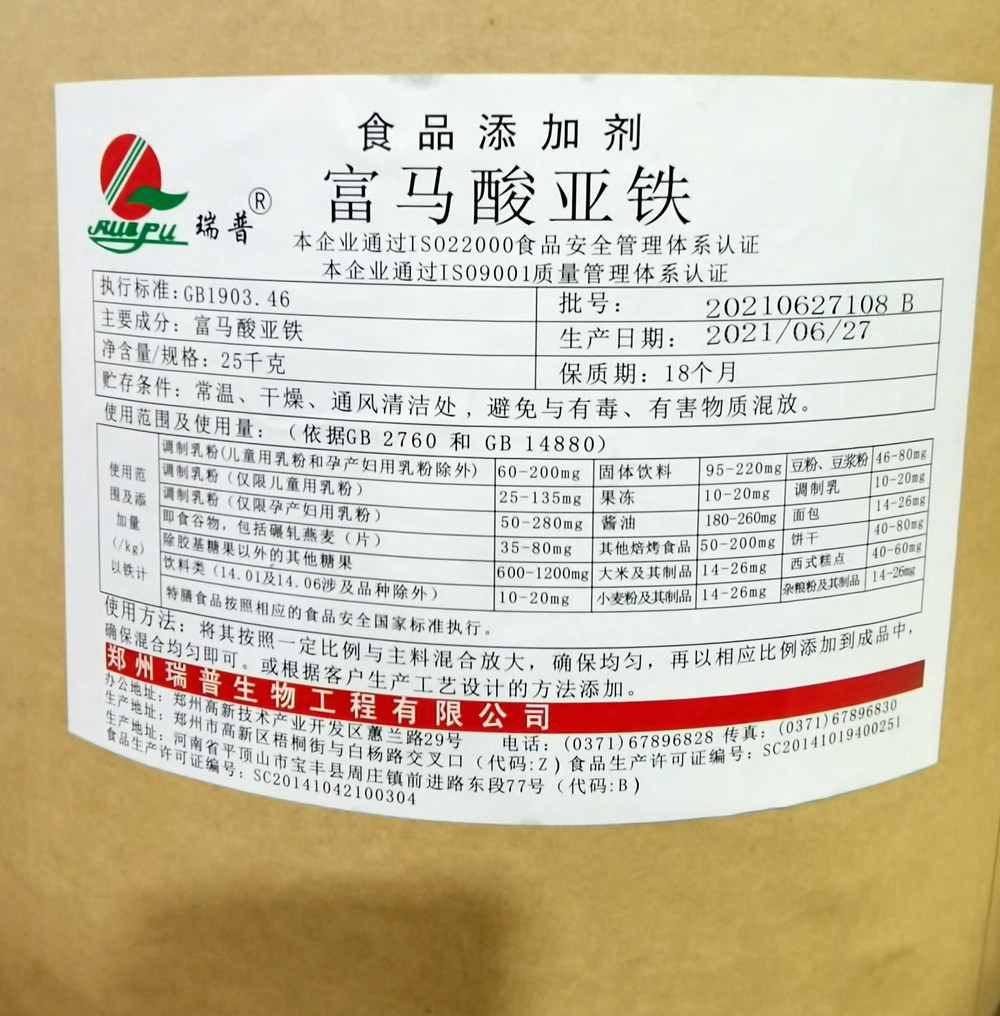 食品添加剂
富马酸亚铁
RUIPU 瑞普®
本企业通过ISO22000食品安全管理体系认证
本企业通过ISO9001质量管理体系认证
执行标准:GB1903.46
批号: 20210627108 B
主要成分: 富马酸亚铁
生产日期: 2021/06/27
净含量/规格: 25千克
保质期: 18个月
贮存条件: 常温、干燥、通风清洁处, 避免与有毒、有害物质混放。
使用范围及使用量: (依据GB 2760 和 GB 14880)
使用范围及添加量(/kg)以铁计
调制乳粉(儿童用乳粉和孕产妇用乳粉除外) 60-200mg 固体饮料 95-220mg 豆粉、豆浆粉 46-80mg
调制乳粉(仅限儿童用乳粉) 25-135mg 果冻 10-20mg 调制乳 10-20mg
调制乳粉(仅限孕产妇用乳粉) 50-280mg 酱油 180-260mg 面包 14-26mg
即食谷物,包括碾轧燕麦(片) 35-80mg 其他焙烤食品 50-200mg 饼干 40-80mg
除胶基糖果以外的其他糖果 600-1200mg 大米及其制品 14-26mg 西式糕点 40-60mg
饮料类(14.01及14.06涉及品种除外) 10-20mg 小麦粉及其制品 14-26mg 杂粮粉及其制品 14-26mg
特膳食品按照相应的食品安全国家标准执行。
使用方法: 将其按照一定比例与主料混合放大, 确保均匀, 再以相应比例添加到成品中,
确保混合均匀即可。或根据客户生产工艺设计的方法添加。
郑州瑞普生物工程有限公司
办公地址: 郑州高新技术产业开发区蕙兰路29号 电话: (0371)67896828 传真: (0371)67896830
生产地址: 郑州市高新区梧桐街与白杨路交叉口(代码:Z) 食品生产许可证编号: SC20141019400251
生产地址: 河南省平顶山市宝丰县周庄镇前进路东段77号(代码:B)
食品生产许可证编号: SC20141042100304